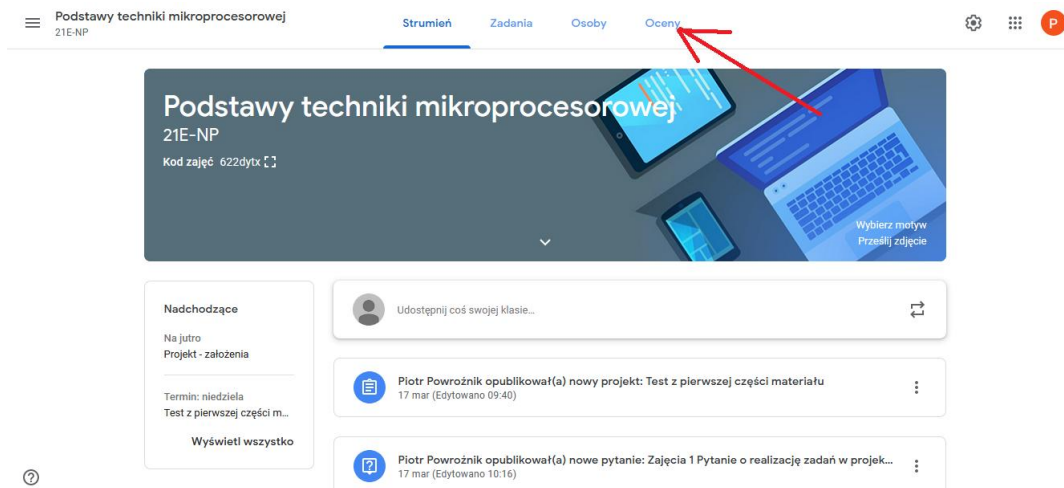 Podstawy techniki mikroprocesorowej
21E-NP
Strumień Zadania Osoby Oceny
P
Podstawy techniki mikroprocesorowej
21E-NP
Kod zajęć 622dytx
Wybierz motyw
Prześlij zdjęcie
Nadchodzące
Na jutro
Projekt - założenia
Termin: niedziela
Test z pierwszej części m...
Wyświetl wszystko
Udostępnij coś swojej klasie...
Piotr Powroźnik opublikował(a) nowy projekt: Test z pierwszej części materiału
17 mar (Edytowano 09:40)
Piotr Powroźnik opublikował(a) nowe pytanie: Zajęcia 1 Pytanie o realizację zadań w projek...
17 mar (Edytowano 10:16)